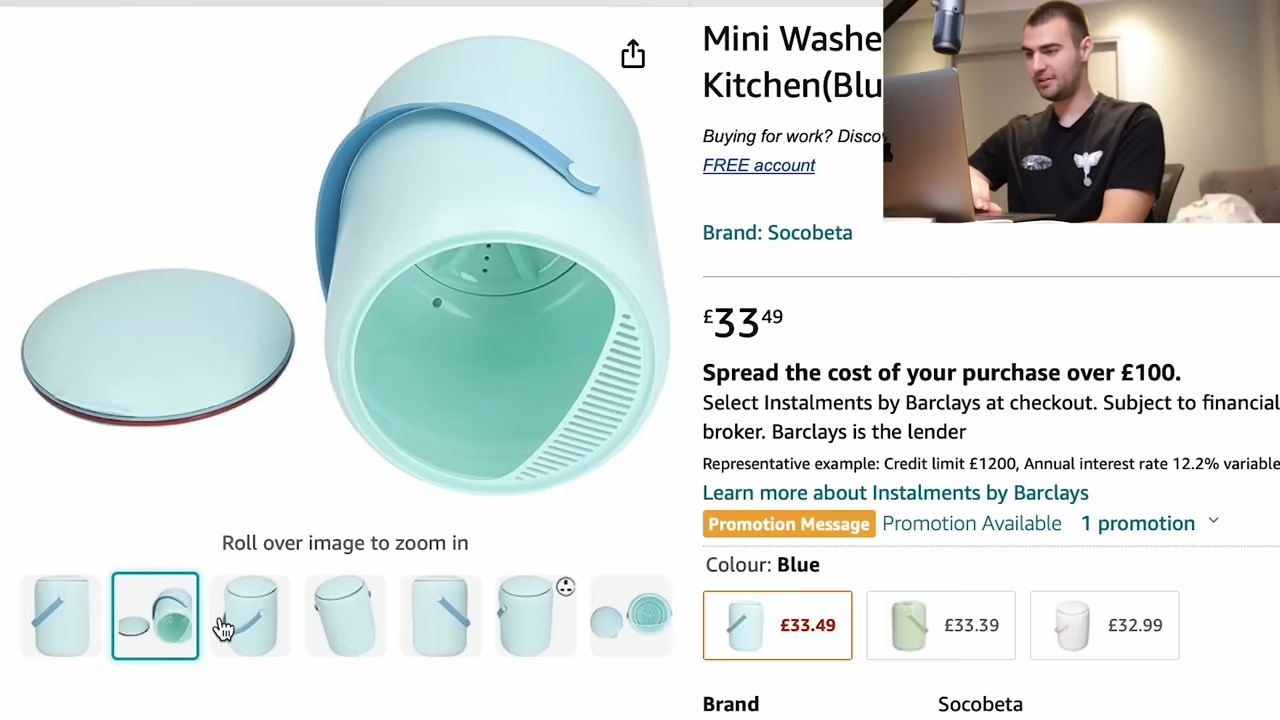 Mini Washe
Kitchen(Blu
Buying for work? Disco
FREE account
Brand: Socobeta
£33 49
Spread the cost of your purchase over £100.
Select Instalments by Barclays at checkout. Subject to financial
broker. Barclays is the lender
Representative example: Credit limit £1200, Annual interest rate 12.2% variable
Learn more about Instalments by Barclays
Promotion Message Promotion Available 1 promotion
Roll over image to zoom in
Colour: Blue
£33.49 £33.39 £32.99
Brand Socobeta